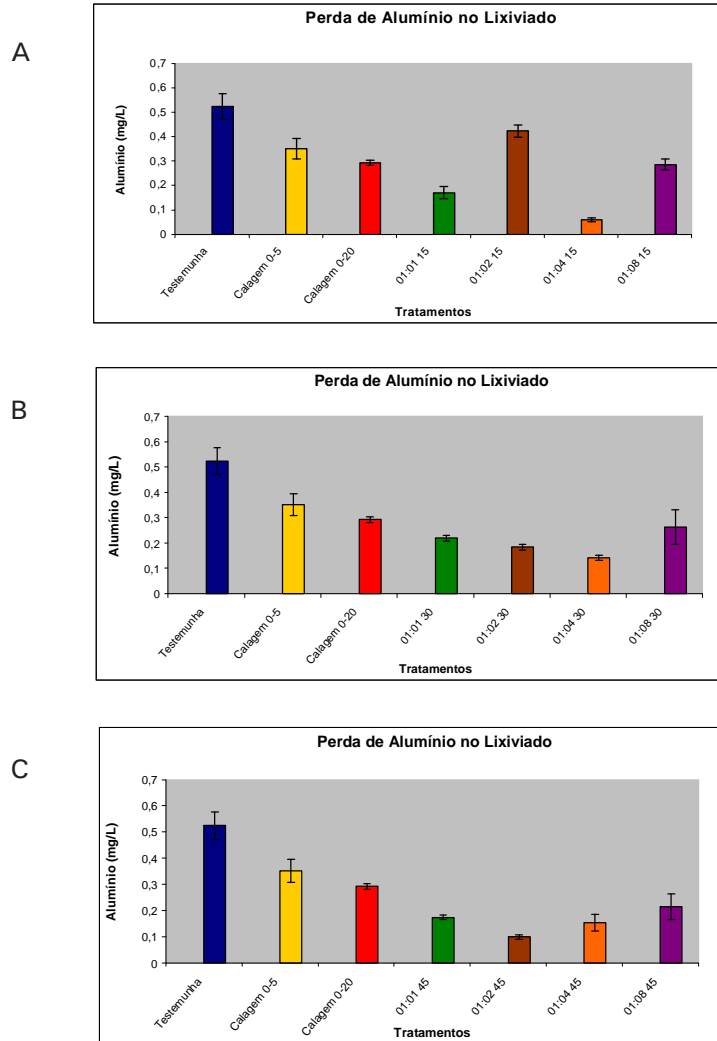 A
Perda de Alumínio no Lixiviado
Alumínio (mg/L)
0,7
0,6
0,5
0,4
0,3
0,2
0,1
0
Testemunha
Calagem 0-5
Calagem 0-20
01:01 15
01:02 15
01:04 15
01:08 15
Tratamentos
B
Perda de Alumínio no Lixiviado
Alumínio (mg/L)
0,7
0,6
0,5
0,4
0,3
0,2
0,1
0
Testemunha
Calagem 0-5
Calagem 0-20
01:01 30
01:02 30
01:04 30
01:08 30
Tratamentos
C
Perda de Alumínio no Lixiviado
Alumínio (mg/L)
0,7
0,6
0,5
0,4
0,3
0,2
0,1
0
Testemunha
Calagem 0-5
Calagem 0-20
01:01 45
01:02 45
01:04 45
01:08 45
Tratamentos